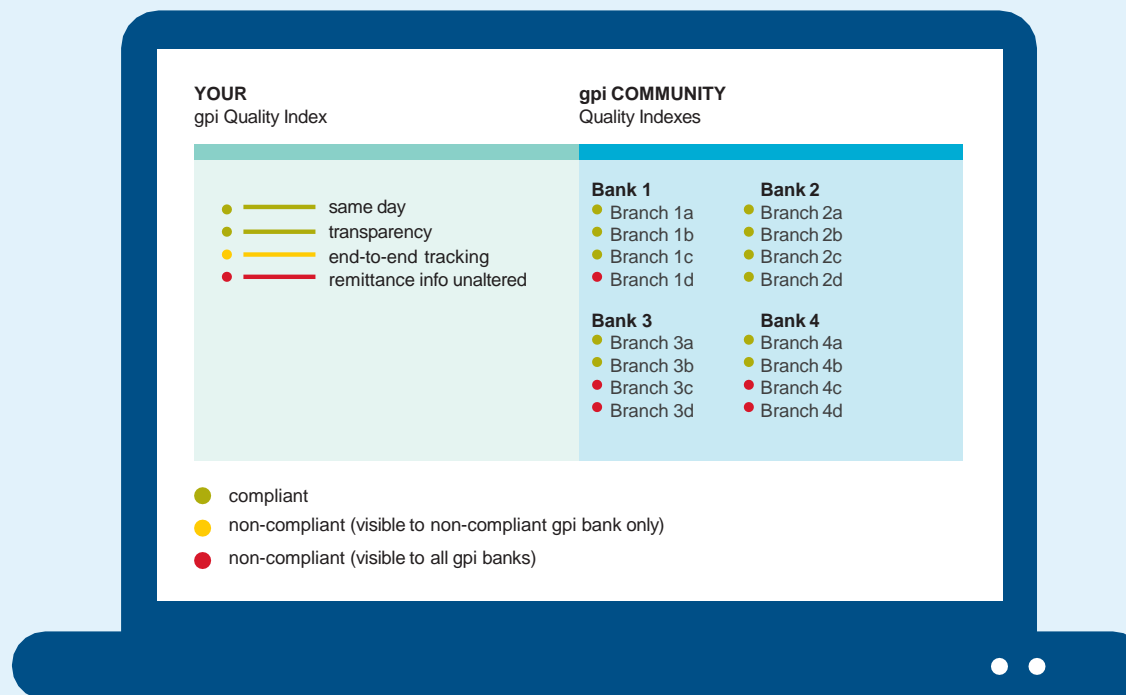 YOUR
gpi Quality Index
gpi COMMUNITY
Quality Indexes
same day
transparency
end-to-end tracking
remittance info unaltered
Bank 1
Branch 1a
Branch 1b
Branch 1c
Branch 1d
Bank 2
Branch 2a
Branch 2b
Branch 2c
Branch 2d
Bank 3
Branch 3a
Branch 3b
Branch 3c
Branch 3d
Bank 4
Branch 4a
Branch 4b
Branch 4c
Branch 4d
compliant
non-compliant (visible to non-compliant gpi bank only)
non-compliant (visible to all gpi banks)